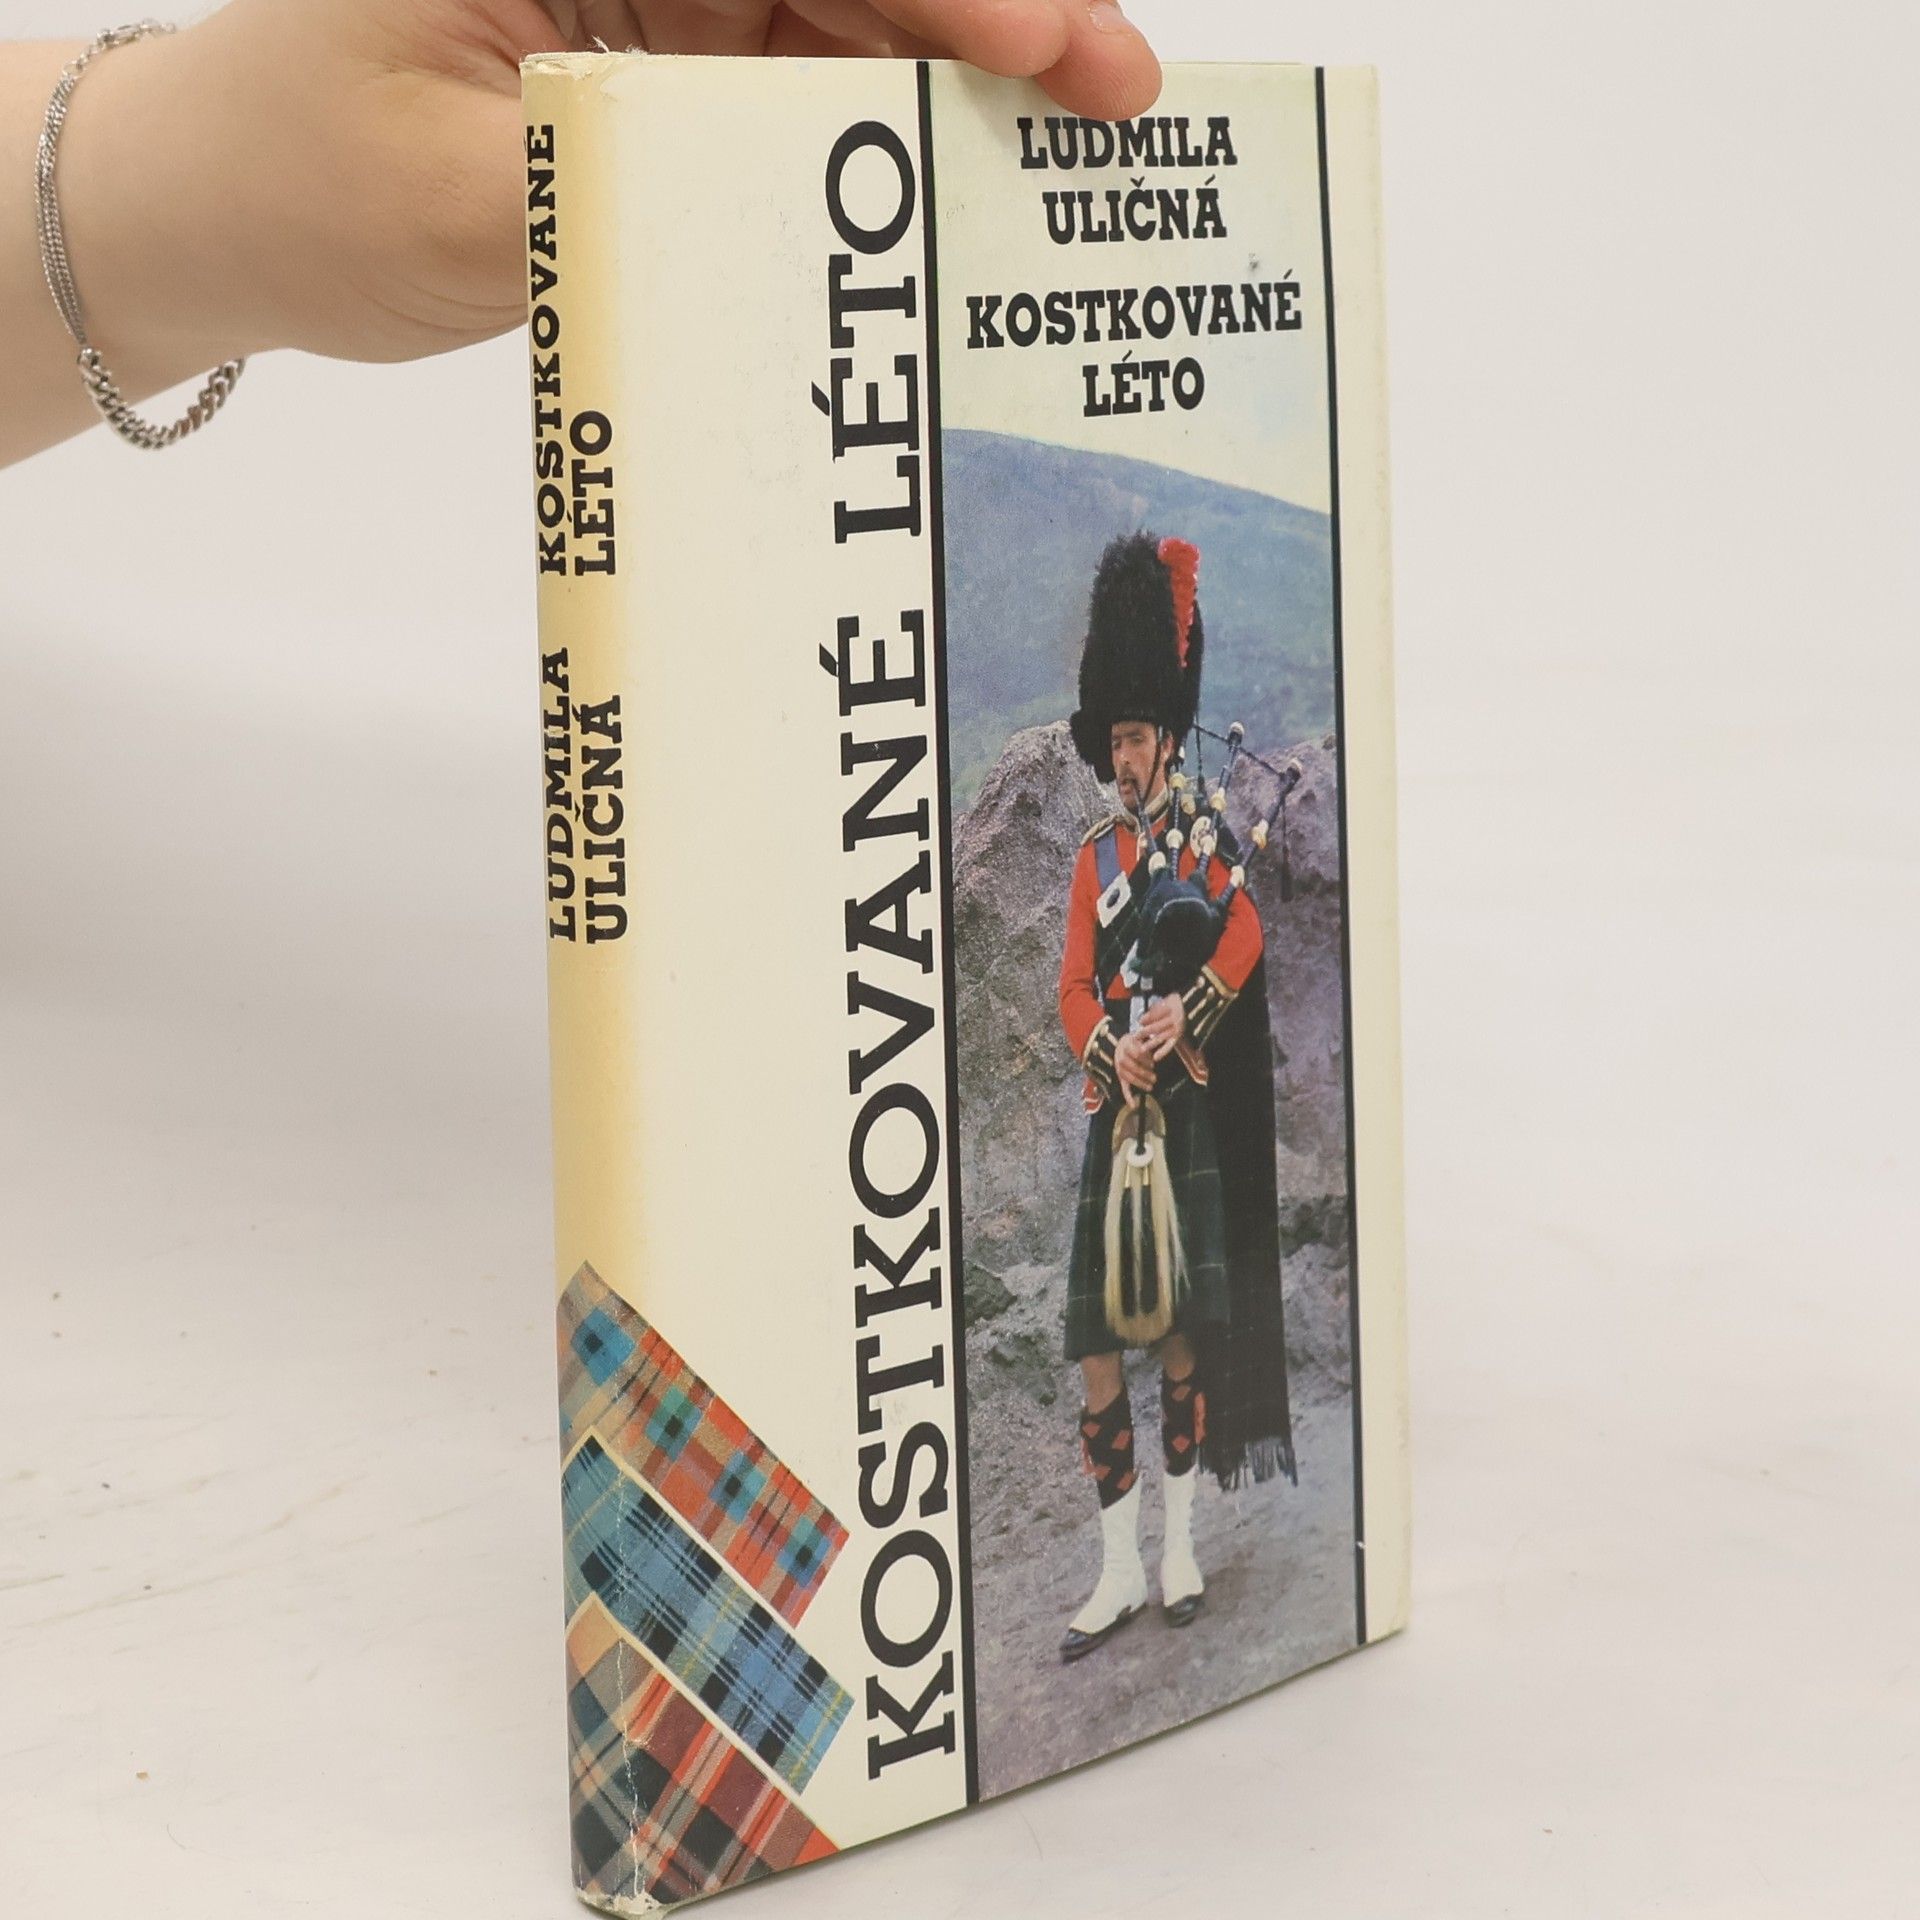 KOSTKOVANÉ
LÉTO
LUDMILA
ULIČNÁ
KOSTKOVANÉ LÉTO
LUDMILA
ULIČNÁ
KOSTKOVANÉ
LÉTO